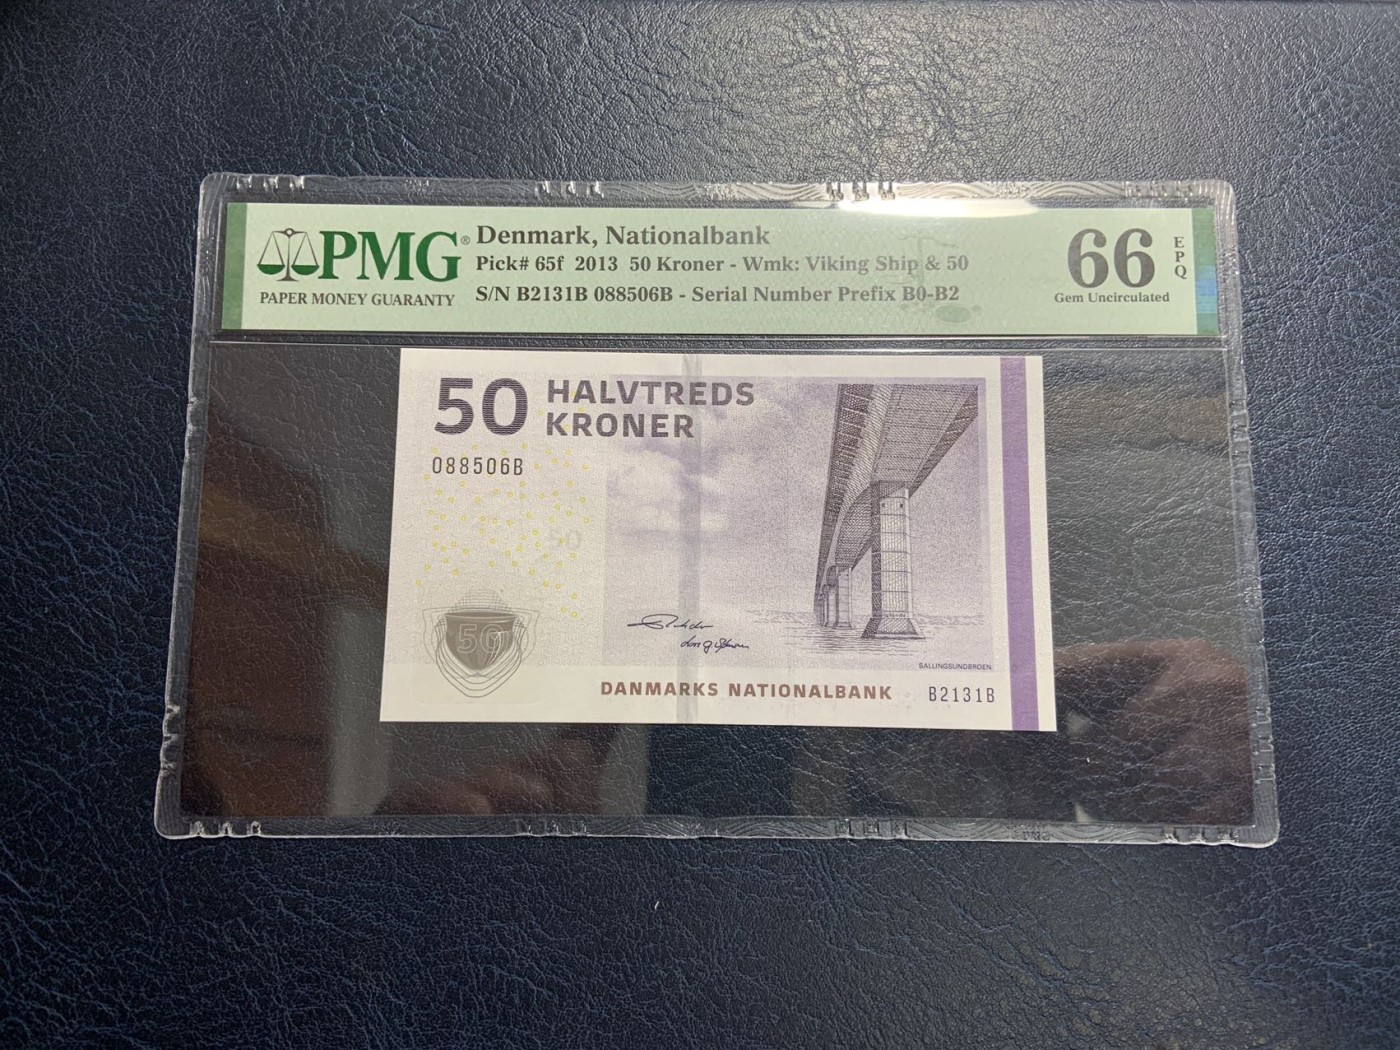 PMG®
PAPER MONEY GUARANTY
Denmark, Nationalbank
Pick# 65f 2013 50 Kroner - Wmk: Viking Ship & 50
S/N B2131B 088506B - Serial Number Prefix B0-B2
66
EPQ
Gem Uncirculated
50 HALVTREDS
KRONER
088506B
50
50
SALLINGSUNDBROEN
DANMARKS NATIONALBANK
B2131B